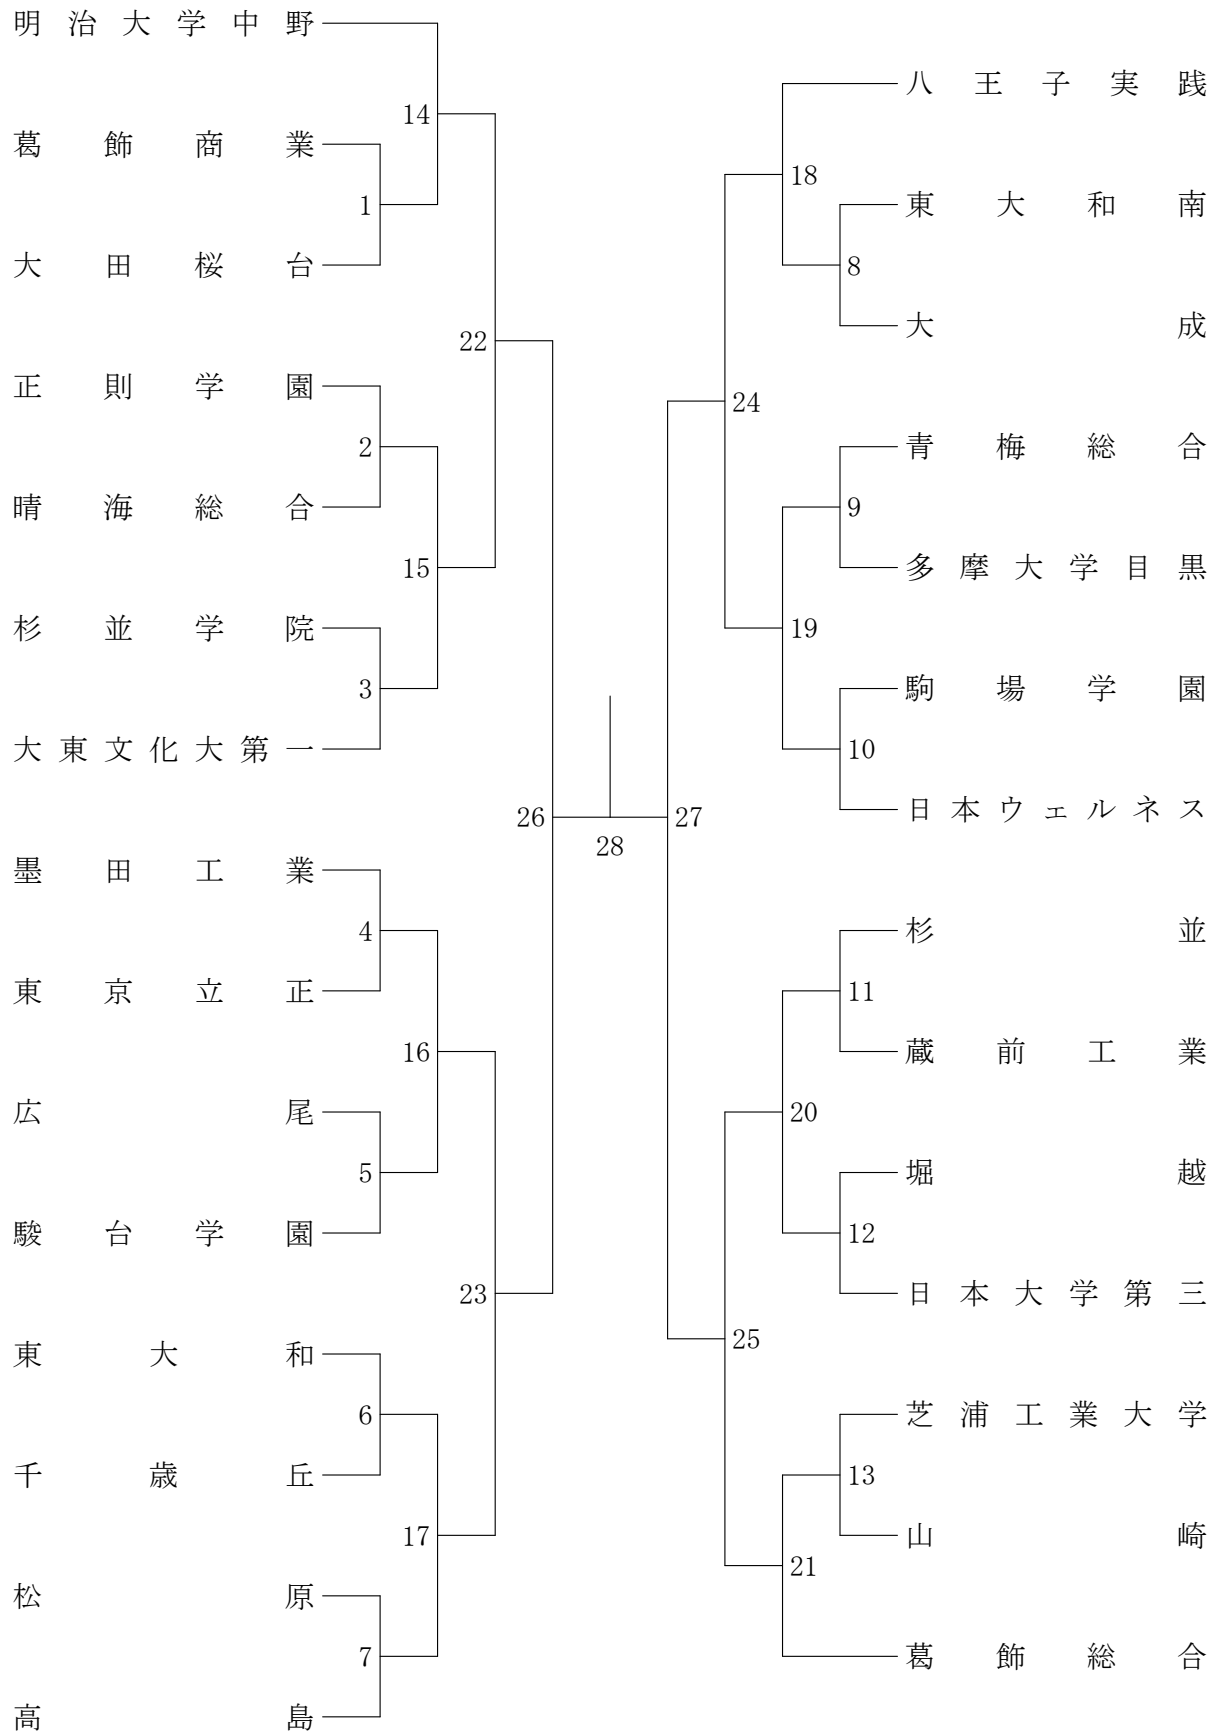 明治大学中野
14
葛飾商業
1
大田桜台
22
正則学園
2
晴海総合
15
杉並学院
3
大東文化大第一
26
墨田工業
4
東京立正
16
広尾
5
駿台学園
23
東大和
6
千歳丘
17
松原
7
高島
28
八王子実践
18
東大和南
8
大成
24
青梅総合
9
多摩大学目黒
19
駒場学園
10
日本ウェルネス
27
杉並
11
蔵前工業
20
堀越
12
日本大学第三
25
芝浦工業大学
13
山崎
21
葛飾総合